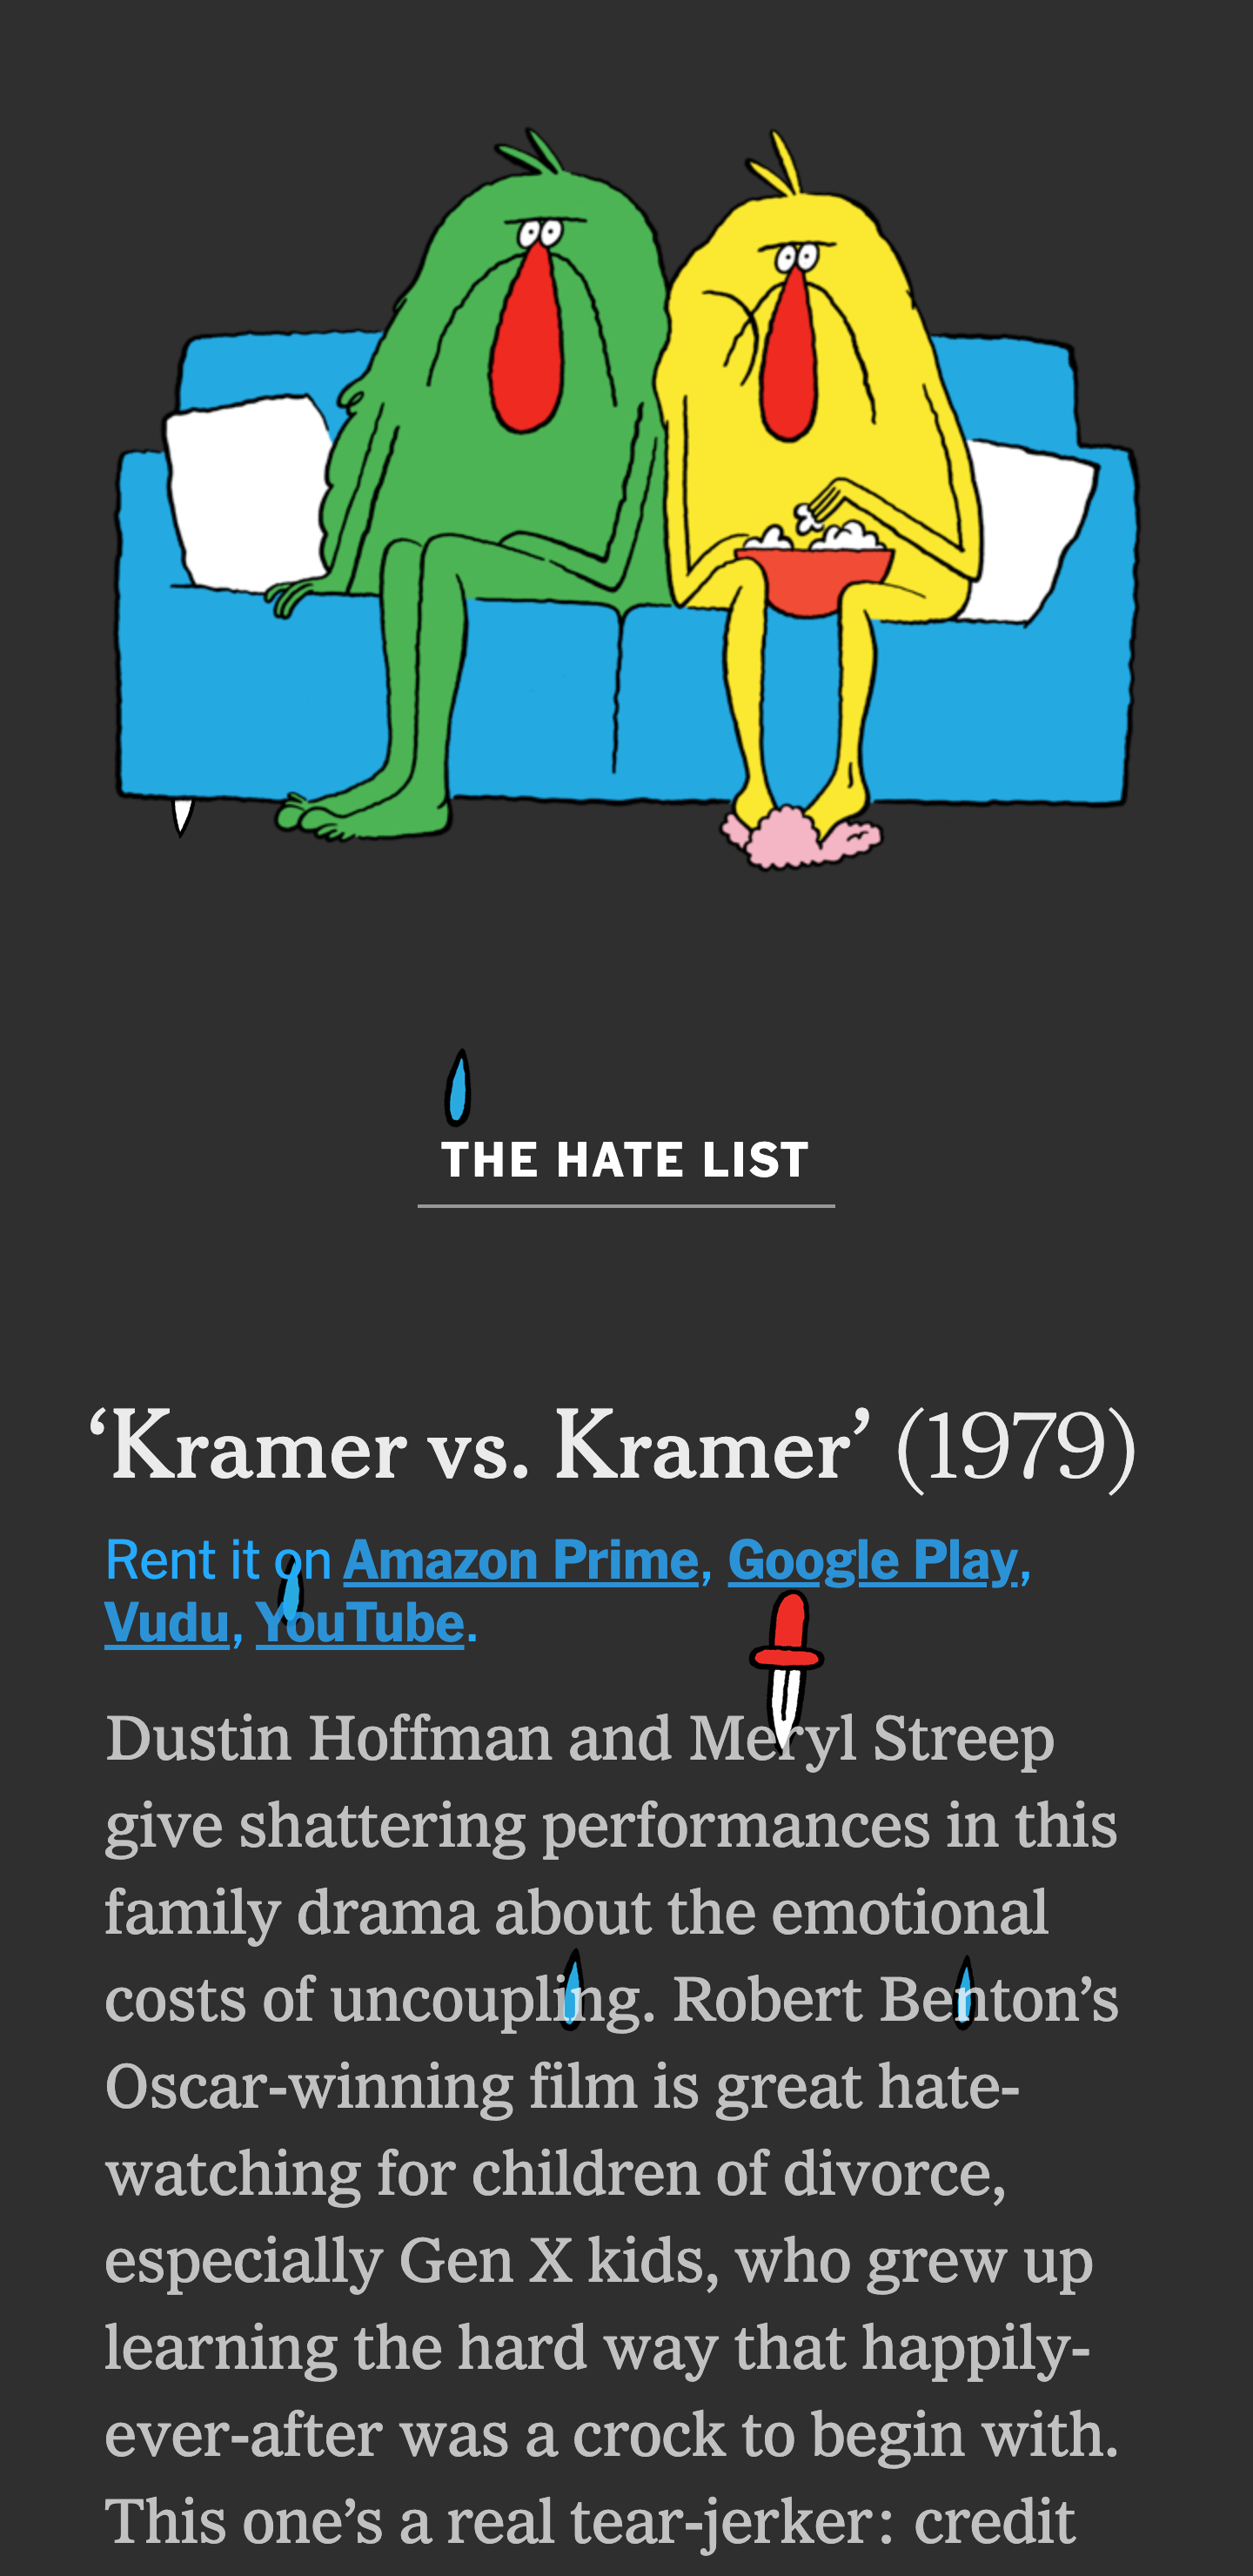 THE HATE LIST
‘Kramer vs. Kramer’ (1979)
Rent it on Amazon Prime, Google Play,
Vudu, YouTube.
Dustin Hoffman and Meryl Streep
give shattering performances in this
family drama about the emotional
costs of uncoupling. Robert Benton’s
Oscar-winning film is great hate-
watching for children of divorce,
especially Gen X kids, who grew up
learning the hard way that happily-
ever-after was a crock to begin with.
This one’s a real tear-jerker: credit